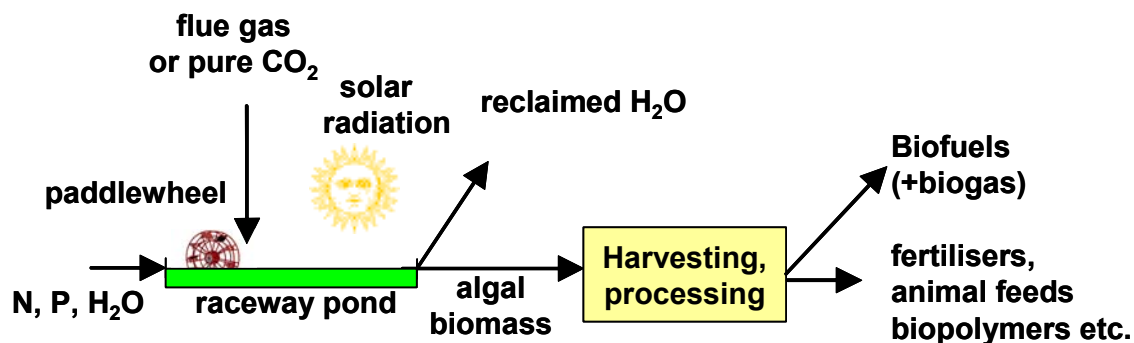 flue gas
or pure CO₂
solar
radiation
reclaimed H₂O
Biofuels
(+biogas)
paddlewheel
Harvesting,
processing
fertilisers,
animal feeds
biopolymers etc.
N, P, H₂O
raceway pond
algal
biomass